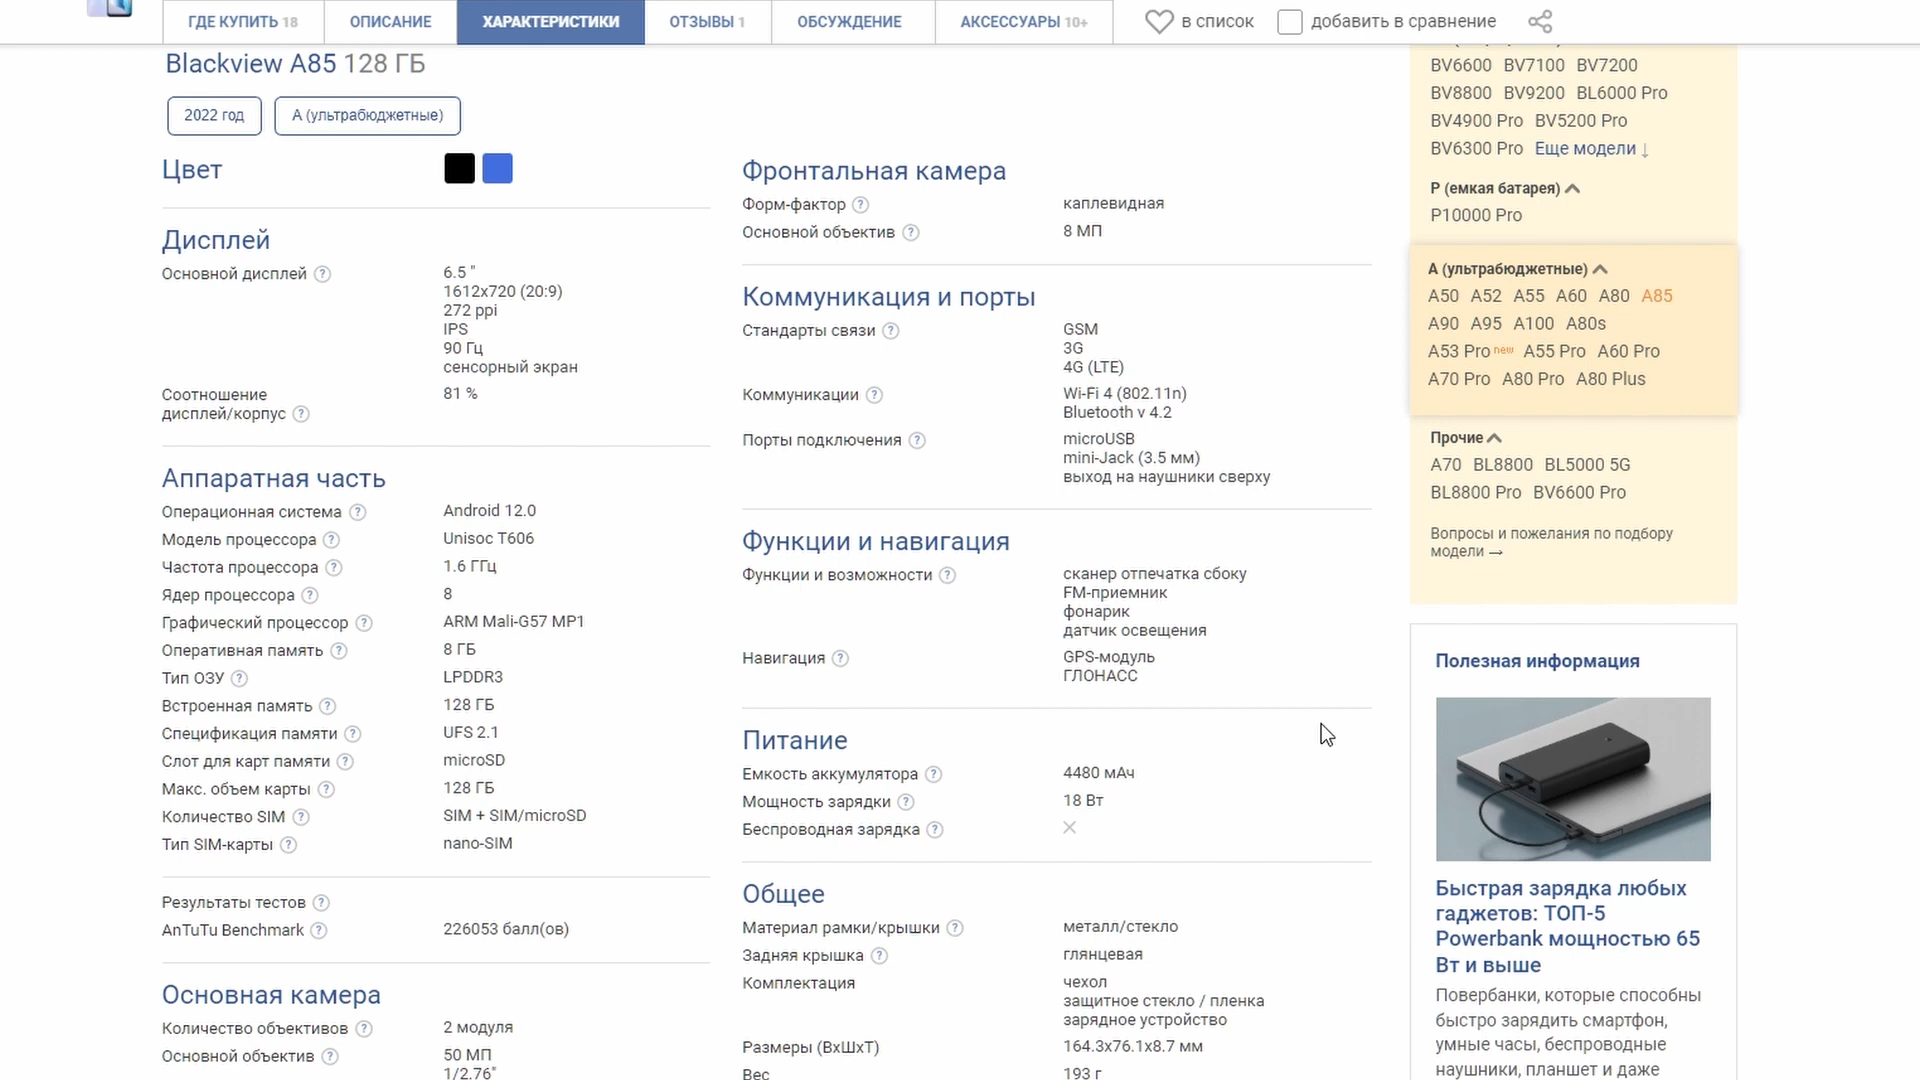 ГДЕ КУПИТЬ 18
ОПИСАНИЕ
ХАРАКТЕРИСТИКИ
ОТЗЫВЫ 1
ОБСУЖДЕНИЕ
АКСЕССУАРЫ 10+
в список
добавить в сравнение
Blackview A85 128 ГБ
2022 год
A (ультрабюджетные)
Цвет
Дисплей
Основной дисплей ?
6.5 "
1612x720 (20:9)
272 ppi
IPS
90 Гц
сенсорный экран
Соотношение
дисплей/корпус ?
81 %
Аппаратная часть
Операционная система ?
Android 12.0
Модель процессора ?
Unisoc T606
Частота процессора ?
1.6 ГГц
Ядер процессора ?
8
Графический процессор ?
ARM Mali-G57 MP1
Оперативная память ?
8 ГБ
Тип ОЗУ ?
LPDDR3
Встроенная память ?
128 ГБ
Спецификация памяти ?
UFS 2.1
Слот для карт памяти ?
microSD
Макс. объем карты ?
128 ГБ
Количество SIM ?
SIM + SIM/microSD
Тип SIM-карты ?
nano-SIM
Результаты тестов ?
AnTuTu Benchmark ?
226053 балл(ов)
Основная камера
Количество объективов ?
2 модуля
Основной объектив ?
50 МП
1/2.76"
Фронтальная камера
Форм-фактор ?
каплевидная
Основной объектив ?
8 МП
Коммуникация и порты
Стандарты связи ?
GSM
3G
4G (LTE)
Коммуникации ?
Wi-Fi 4 (802.11n)
Bluetooth v 4.2
Порты подключения ?
microUSB
mini-Jack (3.5 мм)
выход на наушники сверху
Функции и навигация
Функции и возможности ?
сканер отпечатка сбоку
FM-приемник
фонарик
датчик освещения
Навигация ?
GPS-модуль
ГЛОНАСС
Питание
Емкость аккумулятора ?
4480 мАч
Мощность зарядки ?
18 Вт
Беспроводная зарядка ?
Общее
Материал рамки/крышки ?
металл/стекло
Задняя крышка ?
глянцевая
Комплектация
чехол
защитное стекло / пленка
зарядное устройство
Размеры (ВхШхТ)
164.3x76.1x8.7 мм
Вес
193 г
BV6600 BV7100 BV7200
BV8800 BV9200 BL6000 Pro
BV4900 Pro BV5200 Pro
BV6300 Pro Еще модели ↓
P (емкая батарея)
P10000 Pro
A (ультрабюджетные)
A50 A52 A55 A60 A80 A85
A90 A95 A100 A80s
A53 Pro new A55 Pro A60 Pro
A70 Pro A80 Pro A80 Plus
Прочие
A70 BL8800 BL5000 5G
BL8800 Pro BV6600 Pro
Вопросы и пожелания по подбору
модели →
Полезная информация
Быстрая зарядка любых
гаджетов: ТОП-5
Powerbank мощностью 65
Вт и выше
Повербанки, которые способны
быстро зарядить смартфон,
умные часы, беспроводные
наушники, планшет и даже